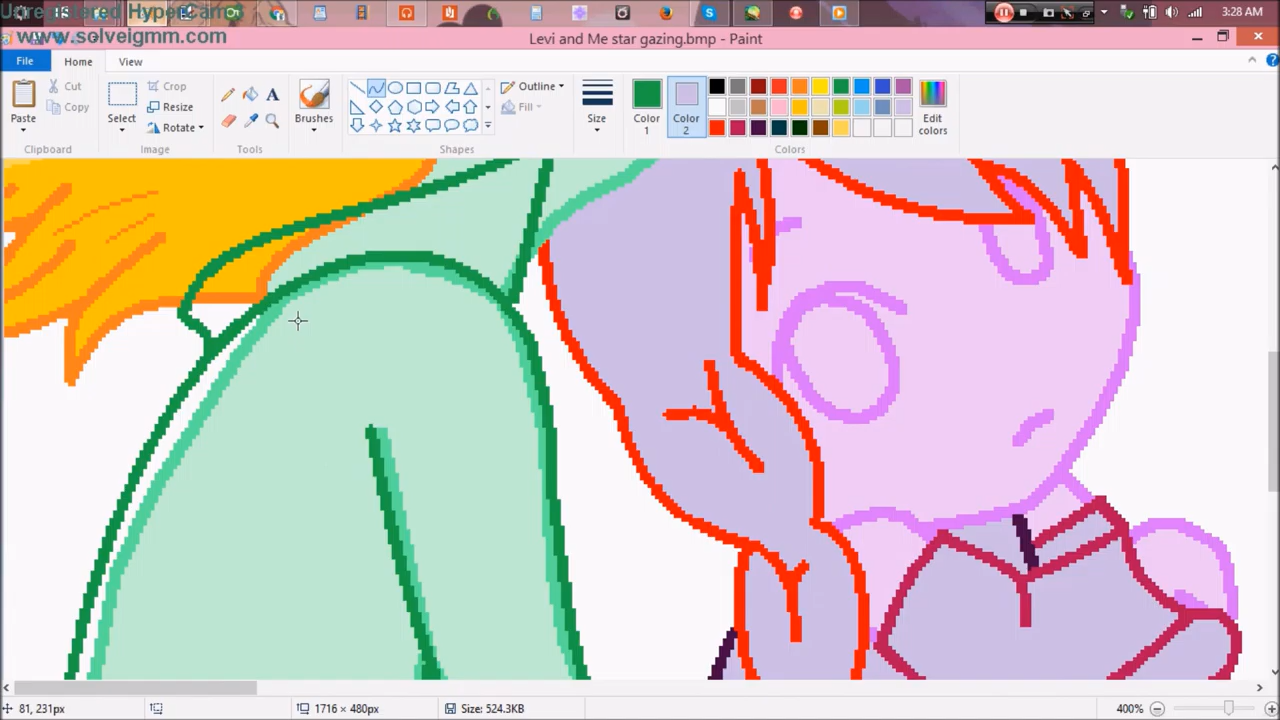 Unregistered HyperCam 3:28 AM
www.solveigmm.com Levi and Me star gazing.bmp - Paint
File Home View
Paste Cut Copy Select Crop Resize Rotate Brushes Outline Fill Size Color 1 Color 2 Edit colors
Clipboard Image Tools Shapes Colors
81, 231px 1716 × 480px Size: 524.3KB 400%